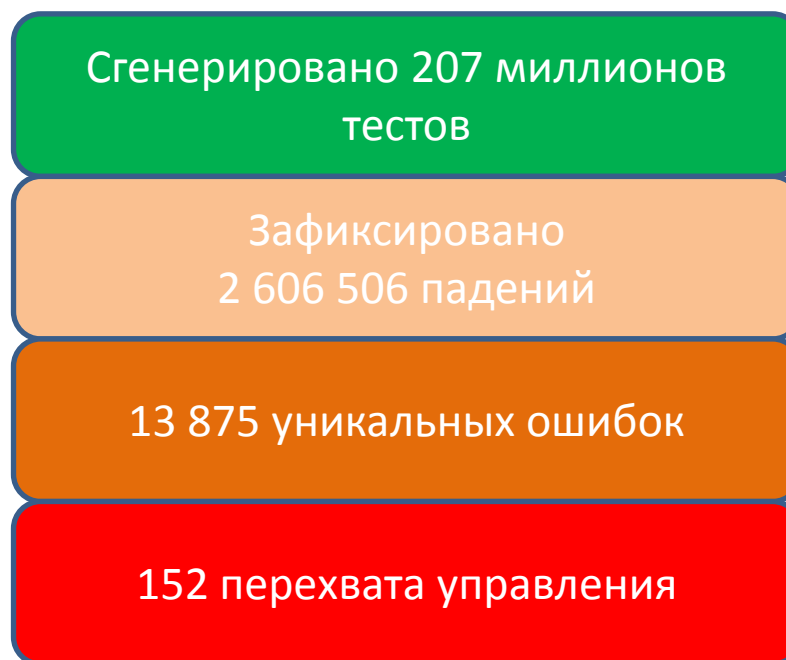 Сгенерировано 207 миллионов
тестов
Зафиксировано
2 606 506 падений
13 875 уникальных ошибок
152 перехвата управления